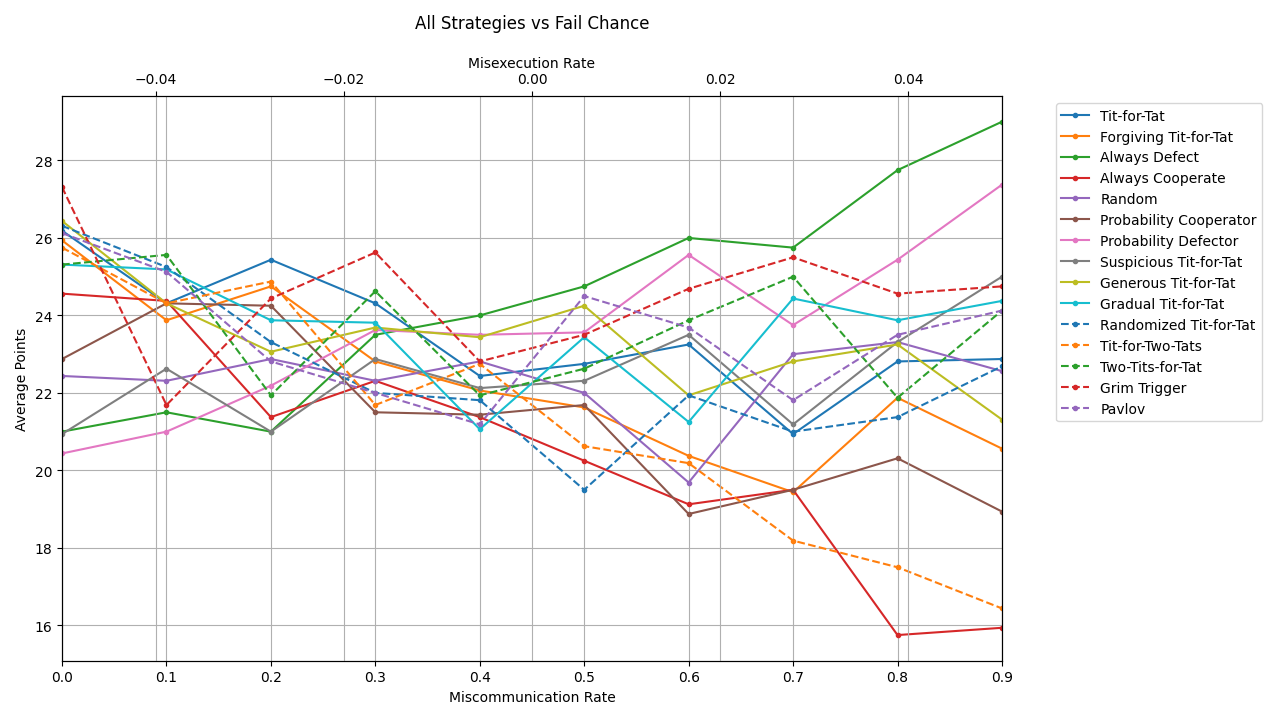 All Strategies vs Fail Chance
Misexecution Rate
−0.04 −0.02 0.00 0.02 0.04
28
26
24
22
20
18
16
Average Points
0.0 0.1 0.2 0.3 0.4 0.5 0.6 0.7 0.8 0.9
Miscommunication Rate
Tit-for-Tat
Forgiving Tit-for-Tat
Always Defect
Always Cooperate
Random
Probability Cooperator
Probability Defector
Suspicious Tit-for-Tat
Generous Tit-for-Tat
Gradual Tit-for-Tat
Randomized Tit-for-Tat
Tit-for-Two-Tats
Two-Tits-for-Tat
Grim Trigger
Pavlov